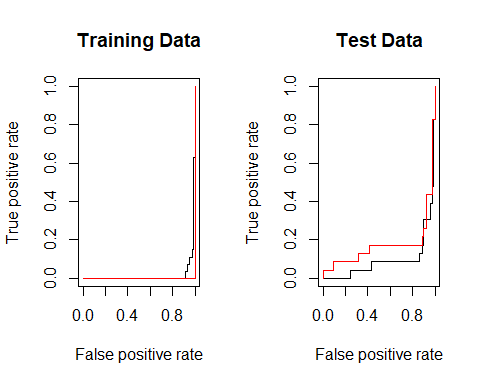 Training Data
True positive rate
0.0 0.2 0.4 0.6 0.8 1.0
0.0 0.4 0.8
False positive rate
Test Data
True positive rate
0.0 0.2 0.4 0.6 0.8 1.0
0.0 0.4 0.8
False positive rate